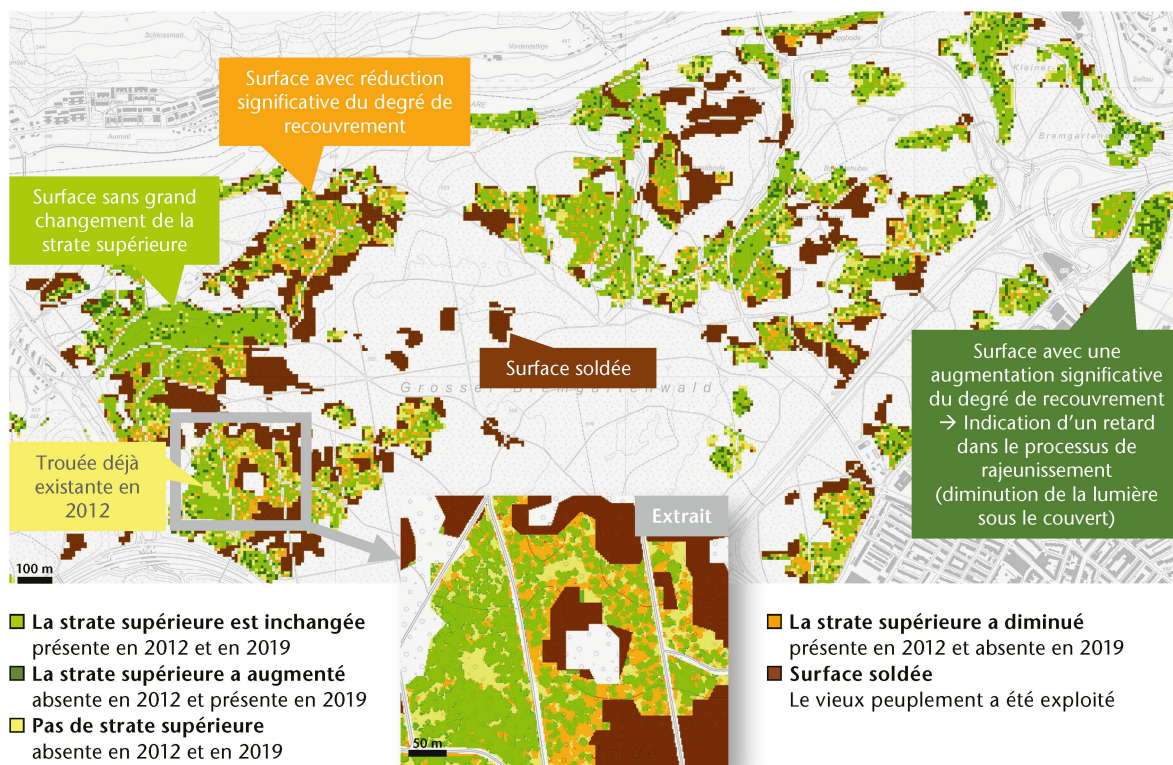 Schlossmatt
Vorderdettige
Aumatt
Surface avec réduction
significative du degré de
recouvrement
Surface sans grand
changement de la
strate supérieure
Surface soldée
Surface avec une
augmentation significative
du degré de recouvrement
→ Indication d’un retard
dans le processus de
rajeunissement
(diminution de la lumière
sous le couvert)
Trouée déjà
existante en
2012
Extrait
100 m
50 m
La strate supérieure est inchangée
présente en 2012 et en 2019
La strate supérieure a augmenté
absente en 2012 et présente en 2019
Pas de strate supérieure
absente en 2012 et en 2019
La strate supérieure a diminué
présente en 2012 et absente en 2019
Surface soldée
Le vieux peuplement a été exploité